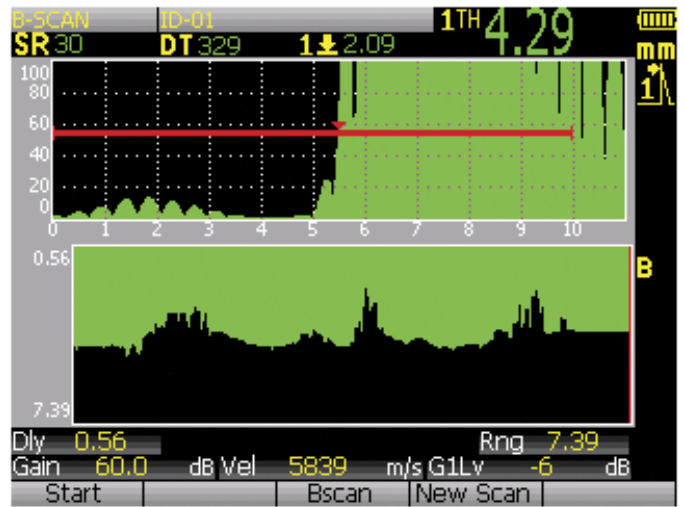 B-SCAN ID-01
1TH 4.29
SR 30 DT 329 1 2.09
mm
100
80
1
60
40
20
0
0 1 2 3 4 5 6 7 8 9 10
0.56
B
7.39
Dly 0.56 Rng 7.39
Gain 60.0 dB Vel 5839 m/s G1Lv -6 dB
Start Bscan New Scan